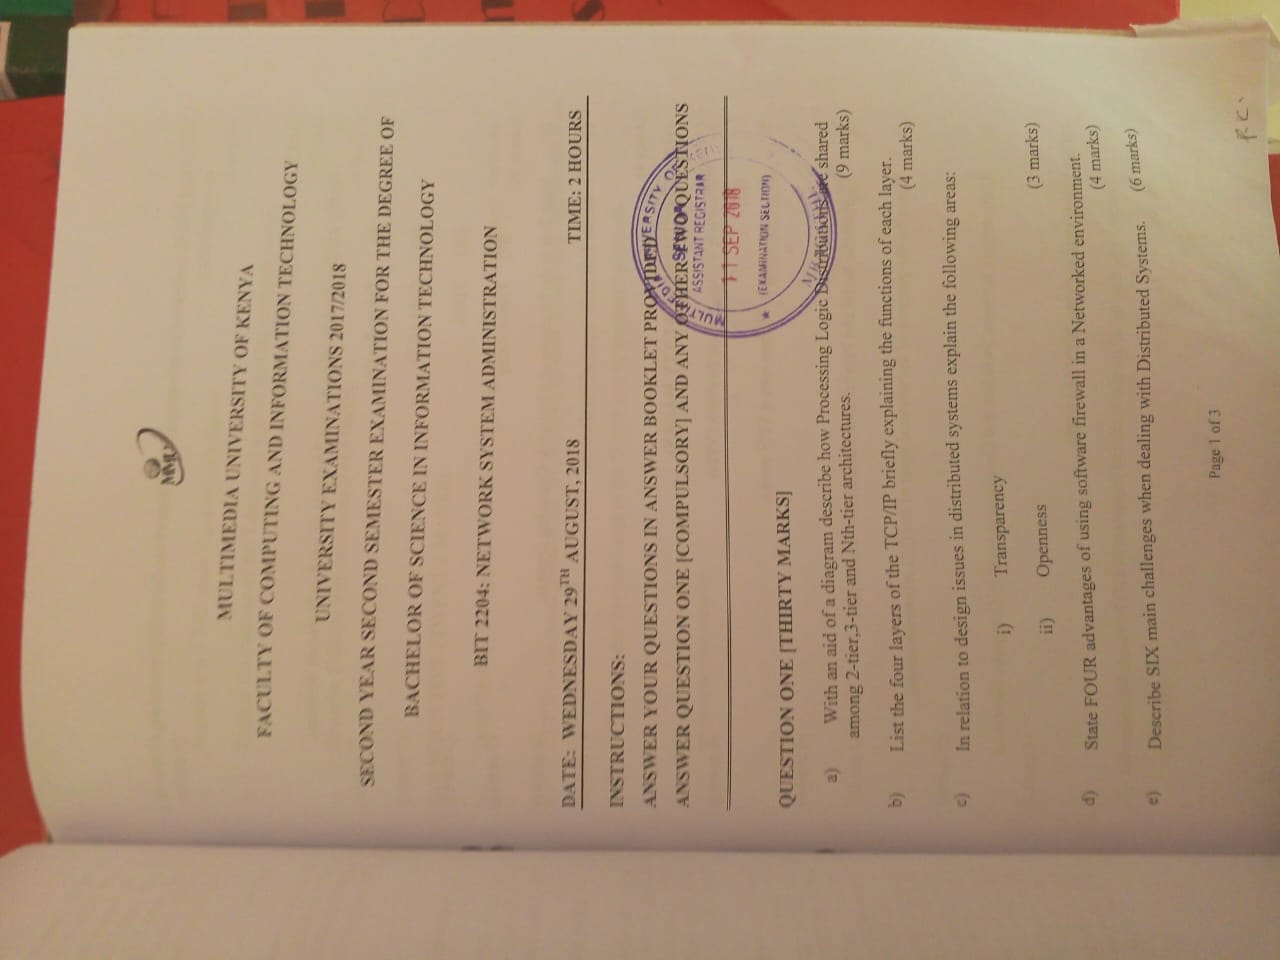 MMU
MULTIMEDIA UNIVERSITY OF KENYA
FACULTY OF COMPUTING AND INFORMATION TECHNOLOGY
UNIVERSITY EXAMINATIONS 2017/2018
SECOND YEAR SECOND SEMESTER EXAMINATION FOR THE DEGREE OF
BACHELOR OF SCIENCE IN INFORMATION TECHNOLOGY
BIT 2204: NETWORK SYSTEM ADMINISTRATION
DATE: WEDNESDAY 29TH AUGUST, 2018 TIME: 2 HOURS
INSTRUCTIONS:
ANSWER YOUR QUESTIONS IN ANSWER BOOKLET PROVIDED
ANSWER QUESTION ONE [COMPULSORY] AND ANY OTHER TWO QUESTIONS
MULTIMEDIA UNIVERSITY OF
SENIOR
ASSISTANT REGISTRAR
11 SEP 2018
(EXAMINATION SECTION)
QUESTION ONE [THIRTY MARKS]
a) With an aid of a diagram describe how Processing Logic Distributions are shared
among 2-tier,3-tier and Nth-tier architectures. (9 marks)
b) List the four layers of the TCP/IP briefly explaining the functions of each layer.
(4 marks)
c) In relation to design issues in distributed systems explain the following areas:
i) Transparency
ii) Openness (3 marks)
d) State FOUR advantages of using software firewall in a Networked environment.
(4 marks)
e) Describe SIX main challenges when dealing with Distributed Systems. (6 marks)
Page 1 of 3